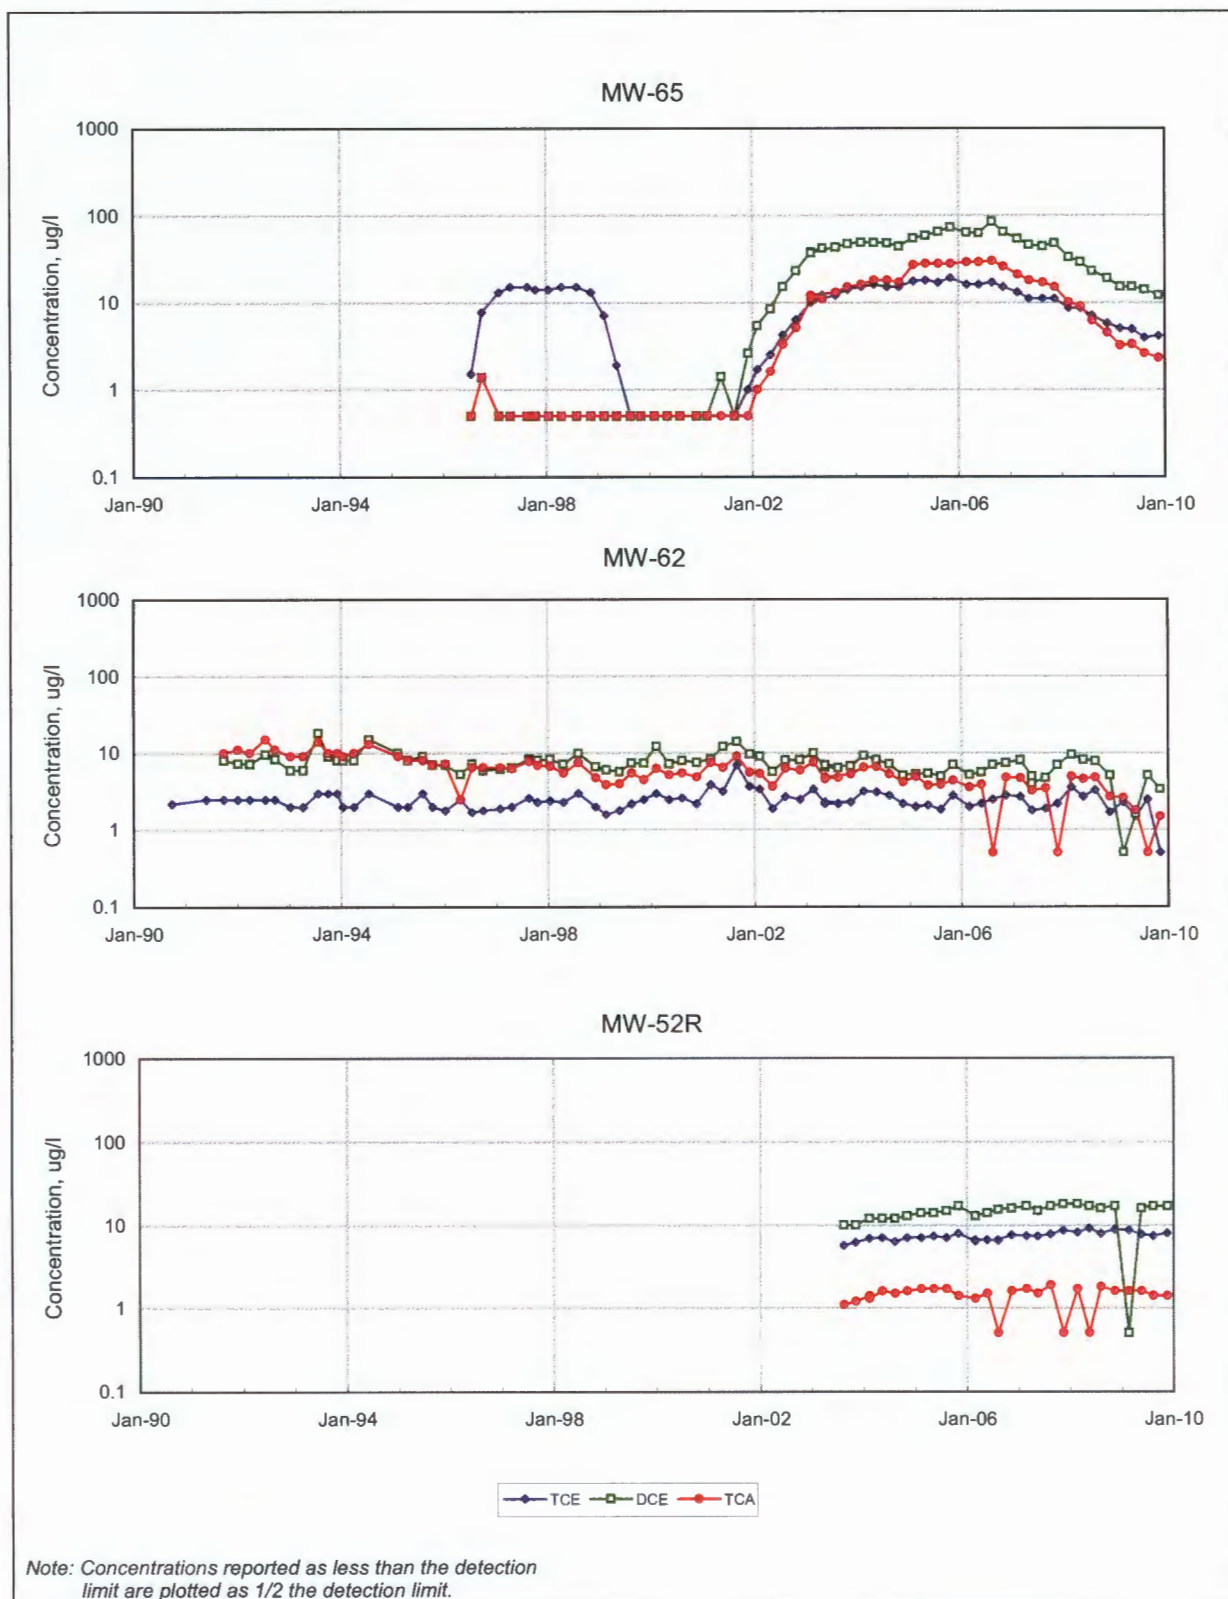 MW-65
1000
100
10
1
0.1
Concentration, ug/l
Jan-90 Jan-94 Jan-98 Jan-02 Jan-06 Jan-10
MW-62
1000
100
10
1
0.1
Concentration, ug/l
Jan-90 Jan-94 Jan-98 Jan-02 Jan-06 Jan-10
MW-52R
1000
100
10
1
0.1
Concentration, ug/l
Jan-90 Jan-94 Jan-98 Jan-02 Jan-06 Jan-10
TCE DCE TCA
Note: Concentrations reported as less than the detection
limit are plotted as 1/2 the detection limit.